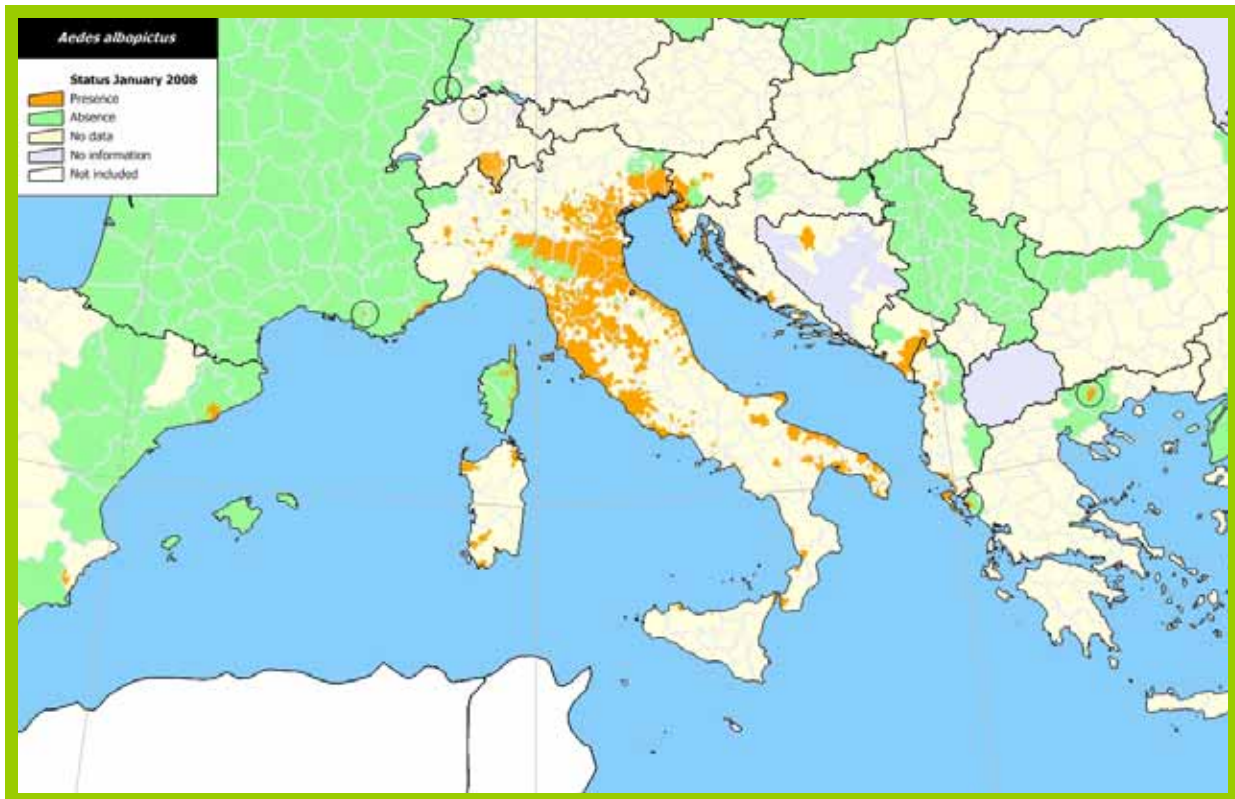 Aedes albopictus
Status January 2008
Presence
Absence
No data
No information
Not included